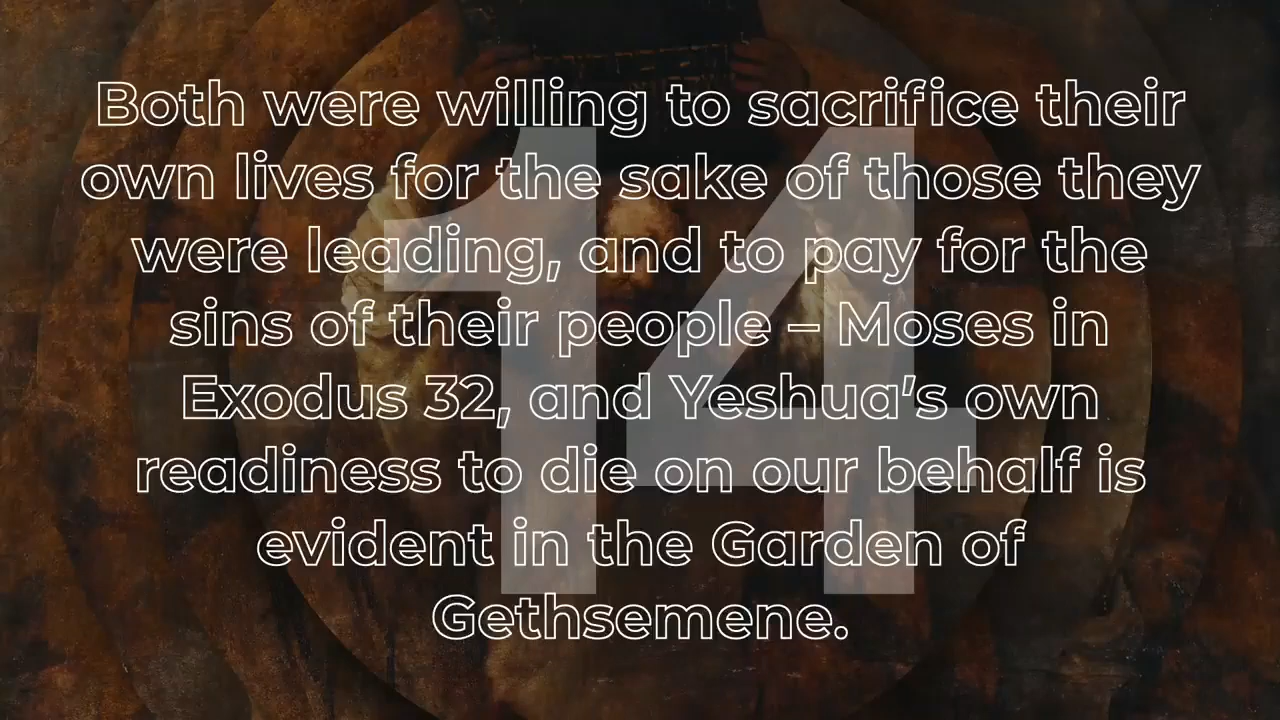 Both were willing to sacrifice their
own lives for the sake of those they
were leading, and to pay for the
sins of their people – Moses in
Exodus 32, and Yeshua’s own
readiness to die on our behalf is
evident in the Garden of
Gethsemene.
14